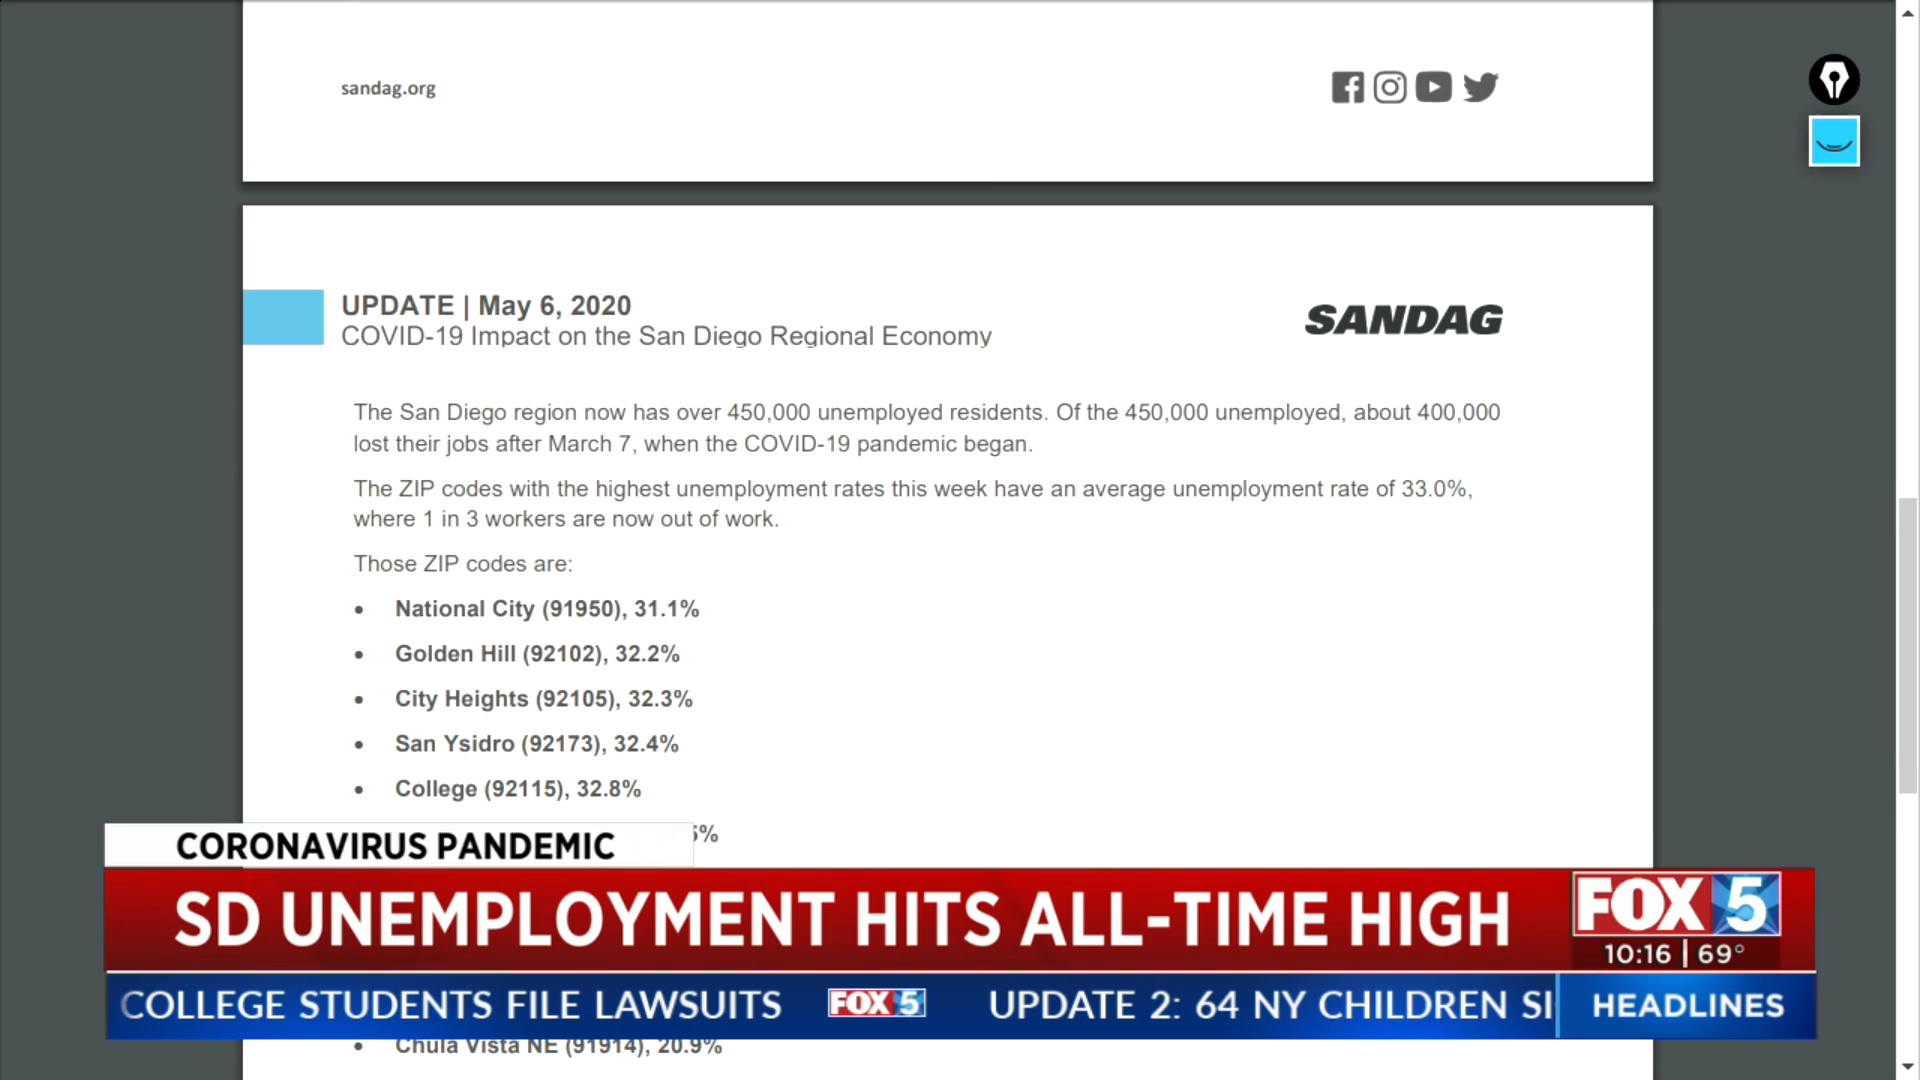 sandag.org
UPDATE | May 6, 2020
SANDAG
COVID-19 Impact on the San Diego Regional Economy
The San Diego region now has over 450,000 unemployed residents. Of the 450,000 unemployed, about 400,000
lost their jobs after March 7, when the COVID-19 pandemic began.
The ZIP codes with the highest unemployment rates this week have an average unemployment rate of 33.0%,
where 1 in 3 workers are now out of work.
Those ZIP codes are:
• National City (91950), 31.1%
• Golden Hill (92102), 32.2%
• City Heights (92105), 32.3%
• San Ysidro (92173), 32.4%
• College (92115), 32.8%
CORONAVIRUS PANDEMIC
SD UNEMPLOYMENT HITS ALL-TIME HIGH
FOX 5
10:16 | 69°
COLLEGE STUDENTS FILE LAWSUITS FOX 5 UPDATE 2: 64 NY CHILDREN SI
HEADLINES
• Chula Vista NE (91914), 20.9%